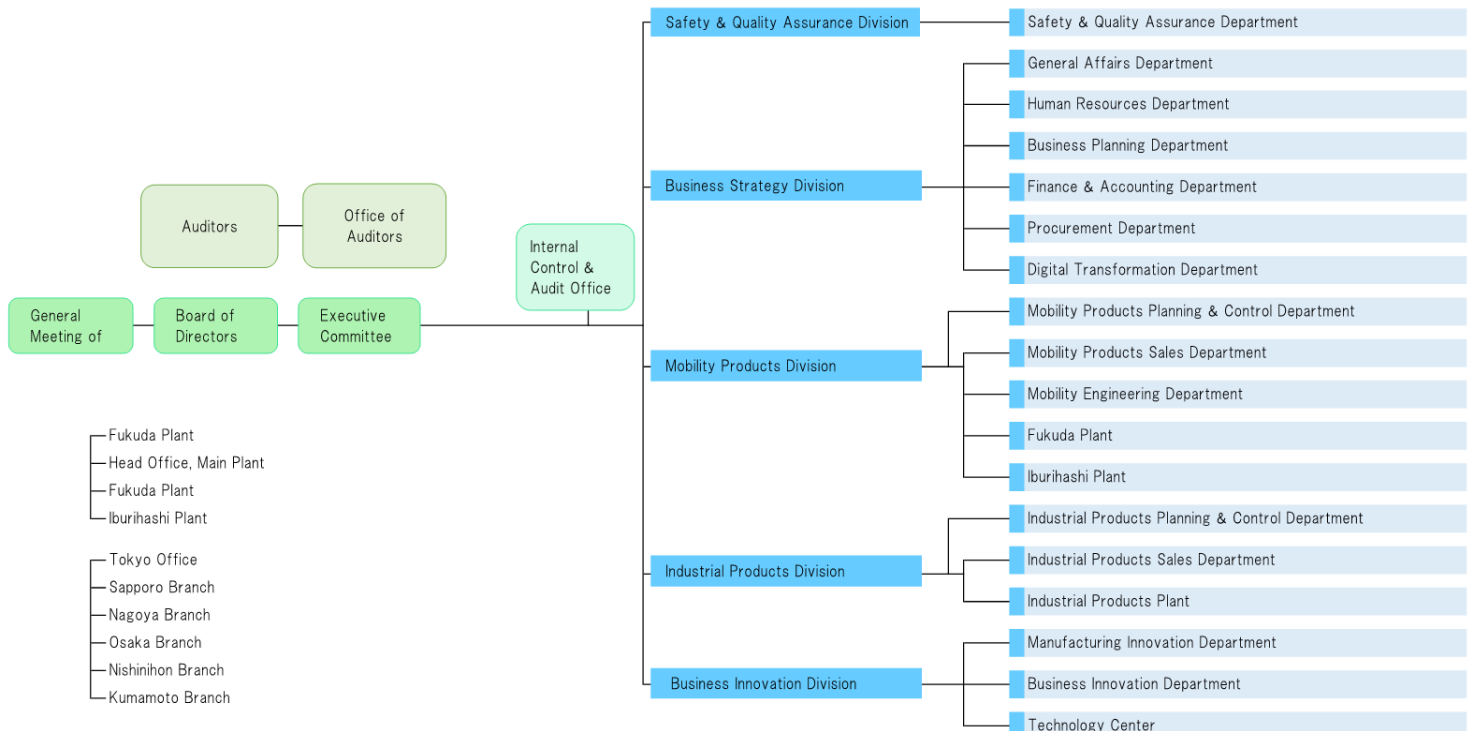 Auditors
Office of
Auditors
General
Meeting of
Board of
Directors
Executive
Committee
Internal
Control &
Audit Office
Safety & Quality Assurance Division
Safety & Quality Assurance Department
Business Strategy Division
General Affairs Department
Human Resources Department
Business Planning Department
Finance & Accounting Department
Procurement Department
Digital Transformation Department
Mobility Products Division
Mobility Products Planning & Control Department
Mobility Products Sales Department
Mobility Engineering Department
Fukuda Plant
Iburihashi Plant
Industrial Products Division
Industrial Products Planning & Control Department
Industrial Products Sales Department
Industrial Products Plant
Business Innovation Division
Manufacturing Innovation Department
Business Innovation Department
Technology Center
Fukuda Plant
Head Office, Main Plant
Fukuda Plant
Iburihashi Plant
Tokyo Office
Sapporo Branch
Nagoya Branch
Osaka Branch
Nishinihon Branch
Kumamoto Branch